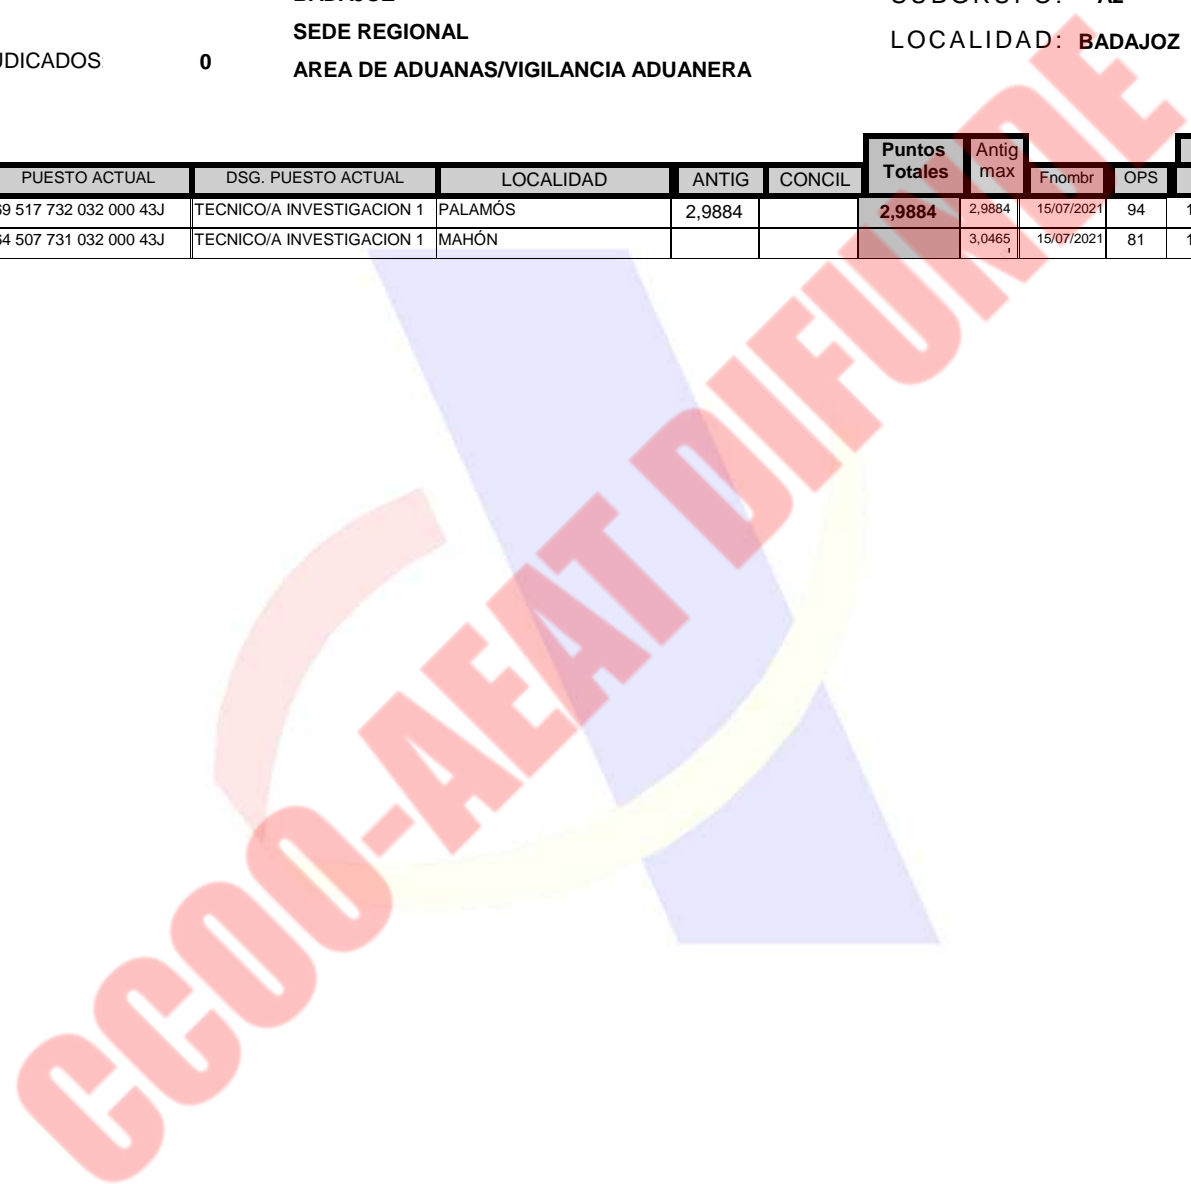 SEDE REGIONAL
LOCALIDAD: BADAJOZ
0
AREA DE ADUANAS/VIGILANCIA ADUANERA
Puntos Totales Antig max
PUESTO ACTUAL DSG. PUESTO ACTUAL LOCALIDAD ANTIG CONCIL Fnombr OPS
517 732 032 000 43J TECNICO/A INVESTIGACION 1 PALAMÓS 2,9884 2,9884 2,9884 15/07/2021 94
507 731 032 000 43J TECNICO/A INVESTIGACION 1 MAHÓN 3,0465 15/07/2021 81
CCOO-AEAT DIFUNDE